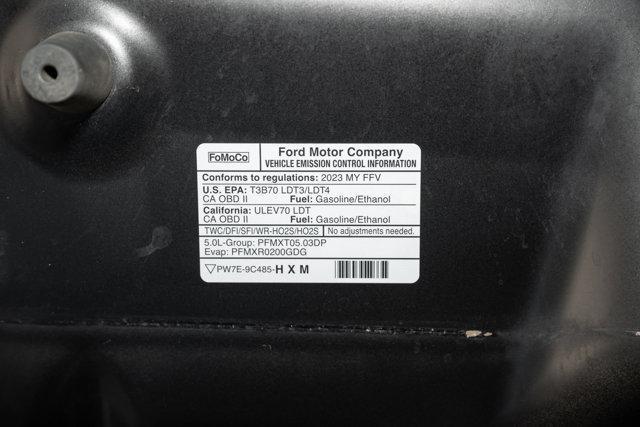 FoMoCo
Ford Motor Company
VEHICLE EMISSION CONTROL INFORMATION
Conforms to regulations: 2023 MY FFV
U.S. EPA: T3B70 LDT3/LDT4
CA OBD II Fuel: Gasoline/Ethanol
California: ULEV70 LDT
CA OBD II Fuel: Gasoline/Ethanol
TWC/DFI/SFI/WR-HO2S/HO2S No adjustments needed.
5.0L-Group: PFMXT05.03DP
Evap: PFMXR0200GDG
PW7E-9C485-H X M